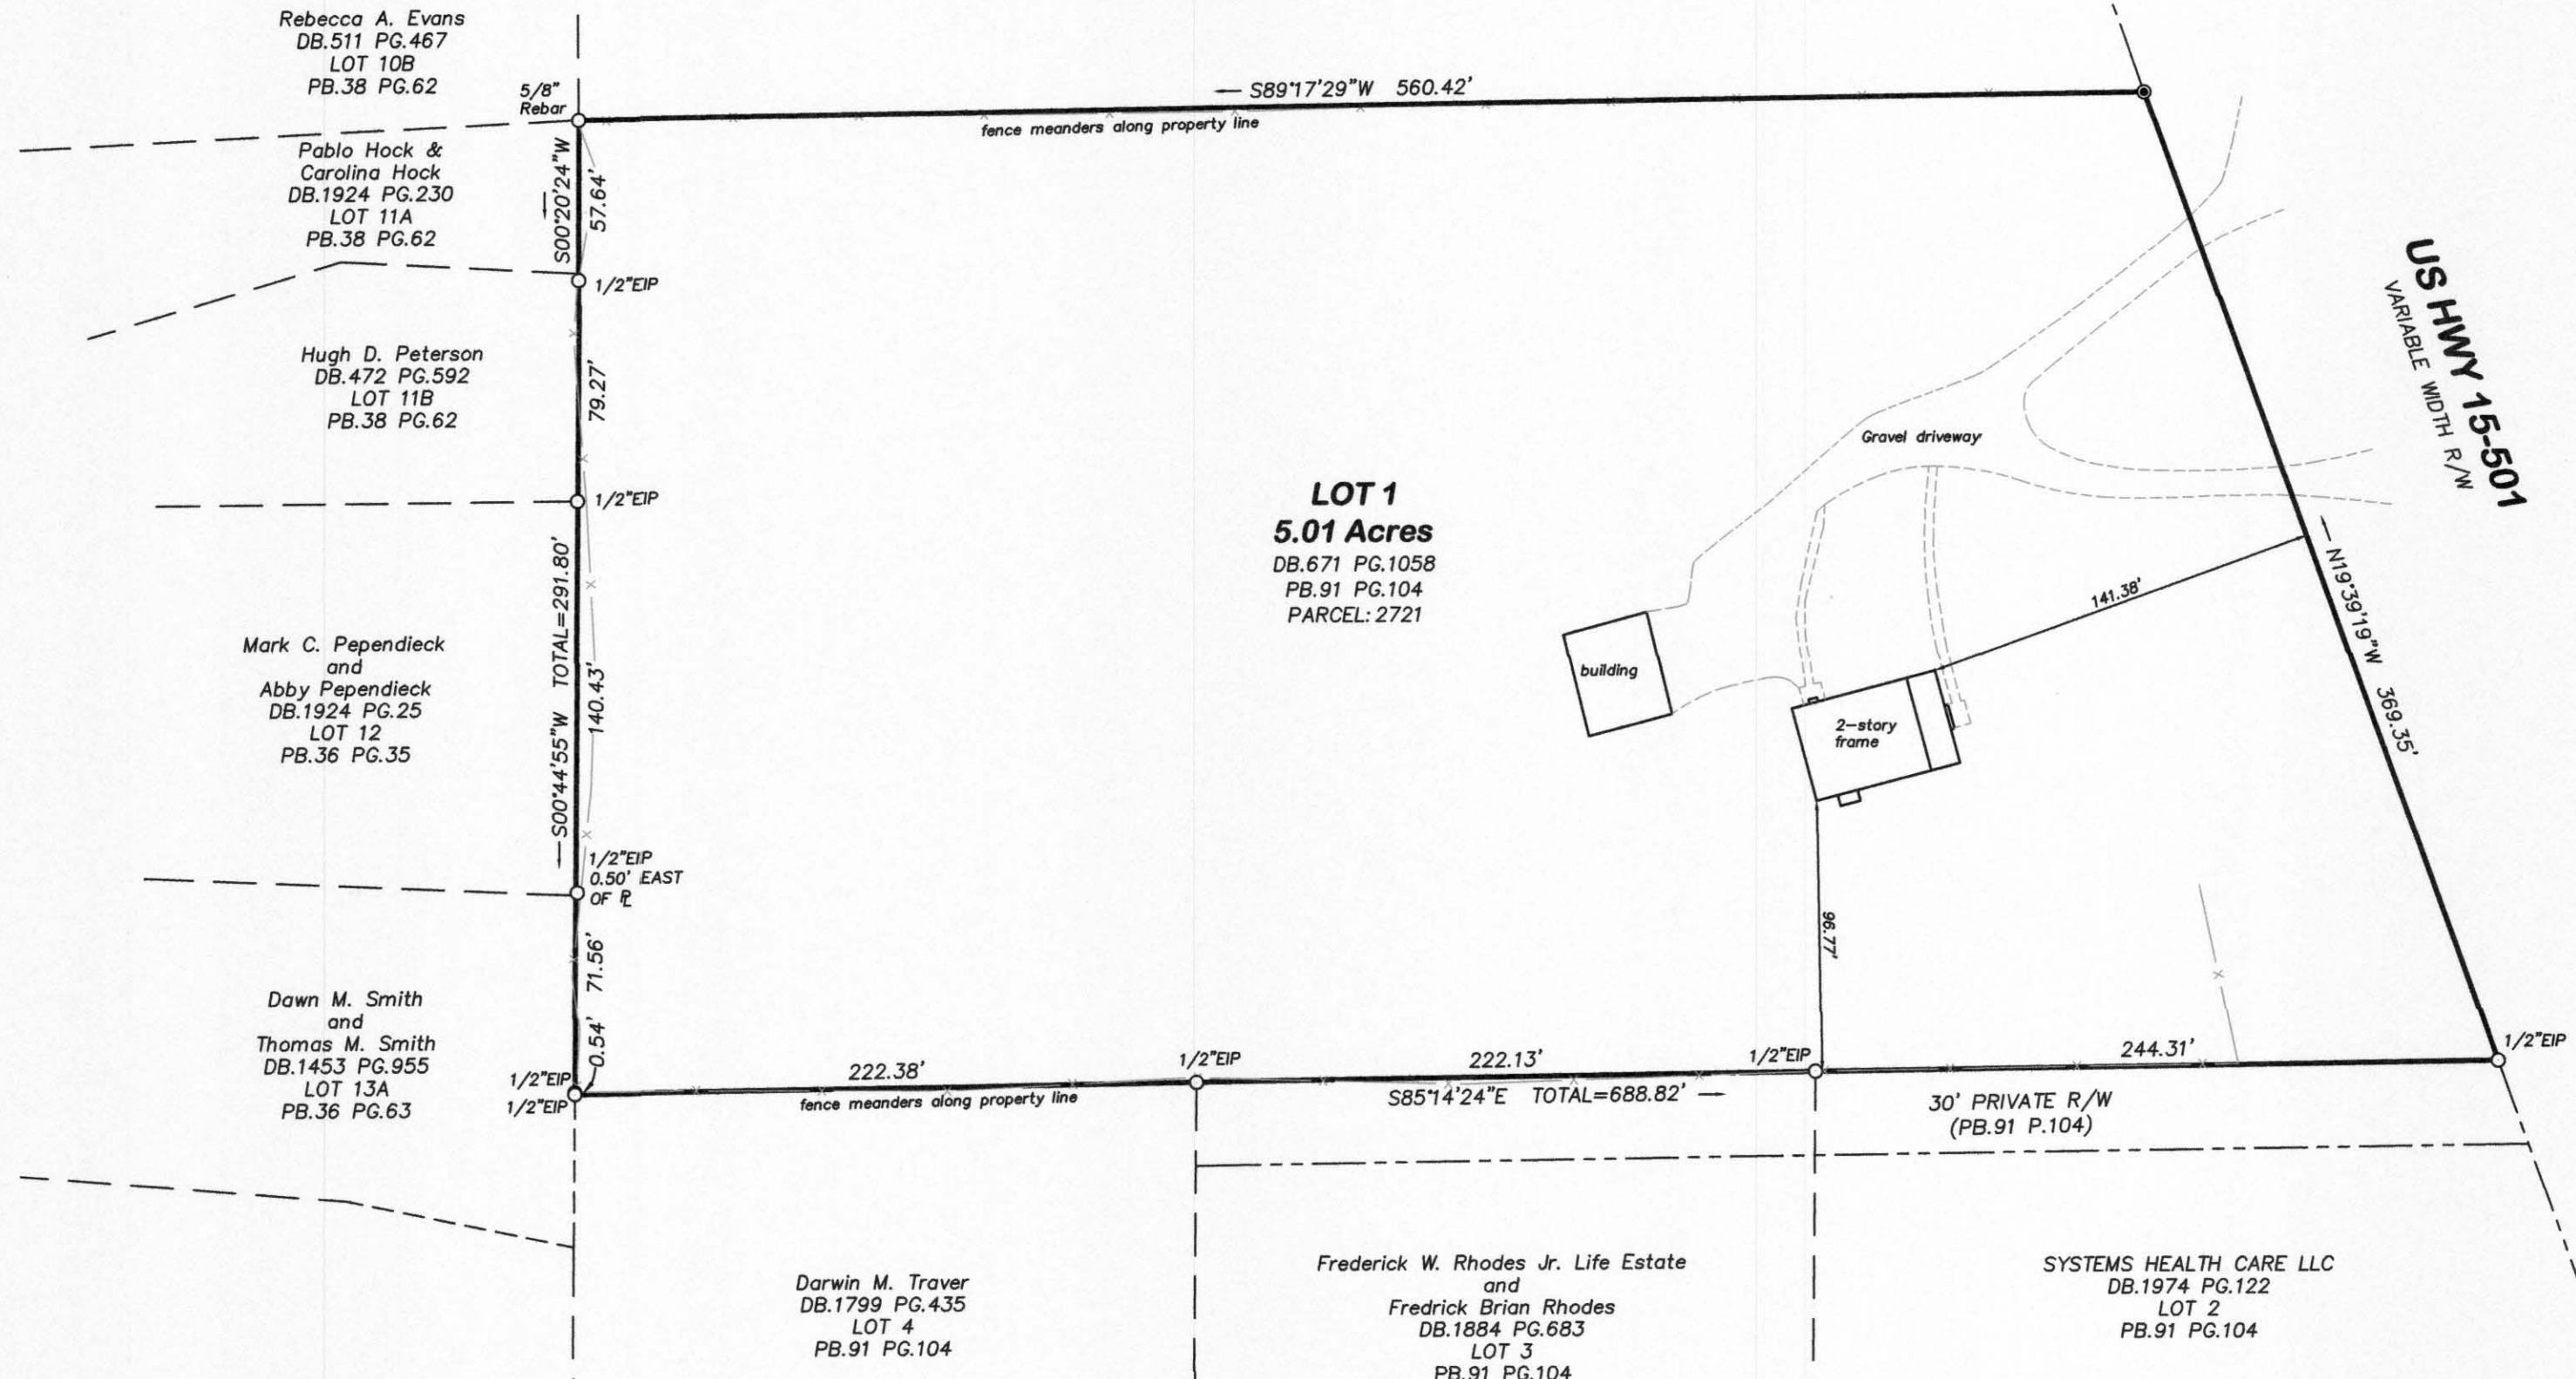 Rebecca A. Evans
DB.511 PG.467
LOT 10B
PB.38 PG.62
5/8"
Rebar
S89°17'29"W 560.42'
fence meanders along property line
Pablo Hock &
Carolina Hock
DB.1924 PG.230
LOT 11A
PB.38 PG.62
S00°20'24"W
57.64'
1/2"EIP
Hugh D. Peterson
DB.472 PG.592
LOT 11B
PB.38 PG.62
79.27'
1/2"EIP
US HWY 15-501
VARIABLE WIDTH R/W
Gravel driveway
LOT 1
5.01 Acres
DB.671 PG.1058
PB.91 PG.104
PARCEL: 2721
S00°44'55"W TOTAL=291.80'
140.43'
Mark C. Pependieck
and
Abby Pependieck
DB.1924 PG.25
LOT 12
PB.36 PG.35
building
2-story
frame
141.38'
N19°39'19"W 369.35'
1/2"EIP
0.50' EAST
OF PL
96.77'
71.56'
0.54'
Dawn M. Smith
and
Thomas M. Smith
DB.1453 PG.955
LOT 13A
PB.36 PG.63
1/2"EIP
1/2"EIP
222.38'
fence meanders along property line
1/2"EIP
222.13'
S85°14'24"E TOTAL=688.82'
1/2"EIP
244.31'
1/2"EIP
30' PRIVATE R/W
(PB.91 P.104)
Darwin M. Traver
DB.1799 PG.435
LOT 4
PB.91 PG.104
Frederick W. Rhodes Jr. Life Estate
and
Fredrick Brian Rhodes
DB.1884 PG.683
LOT 3
PB.91 PG.104
SYSTEMS HEALTH CARE LLC
DB.1974 PG.122
LOT 2
PB.91 PG.104